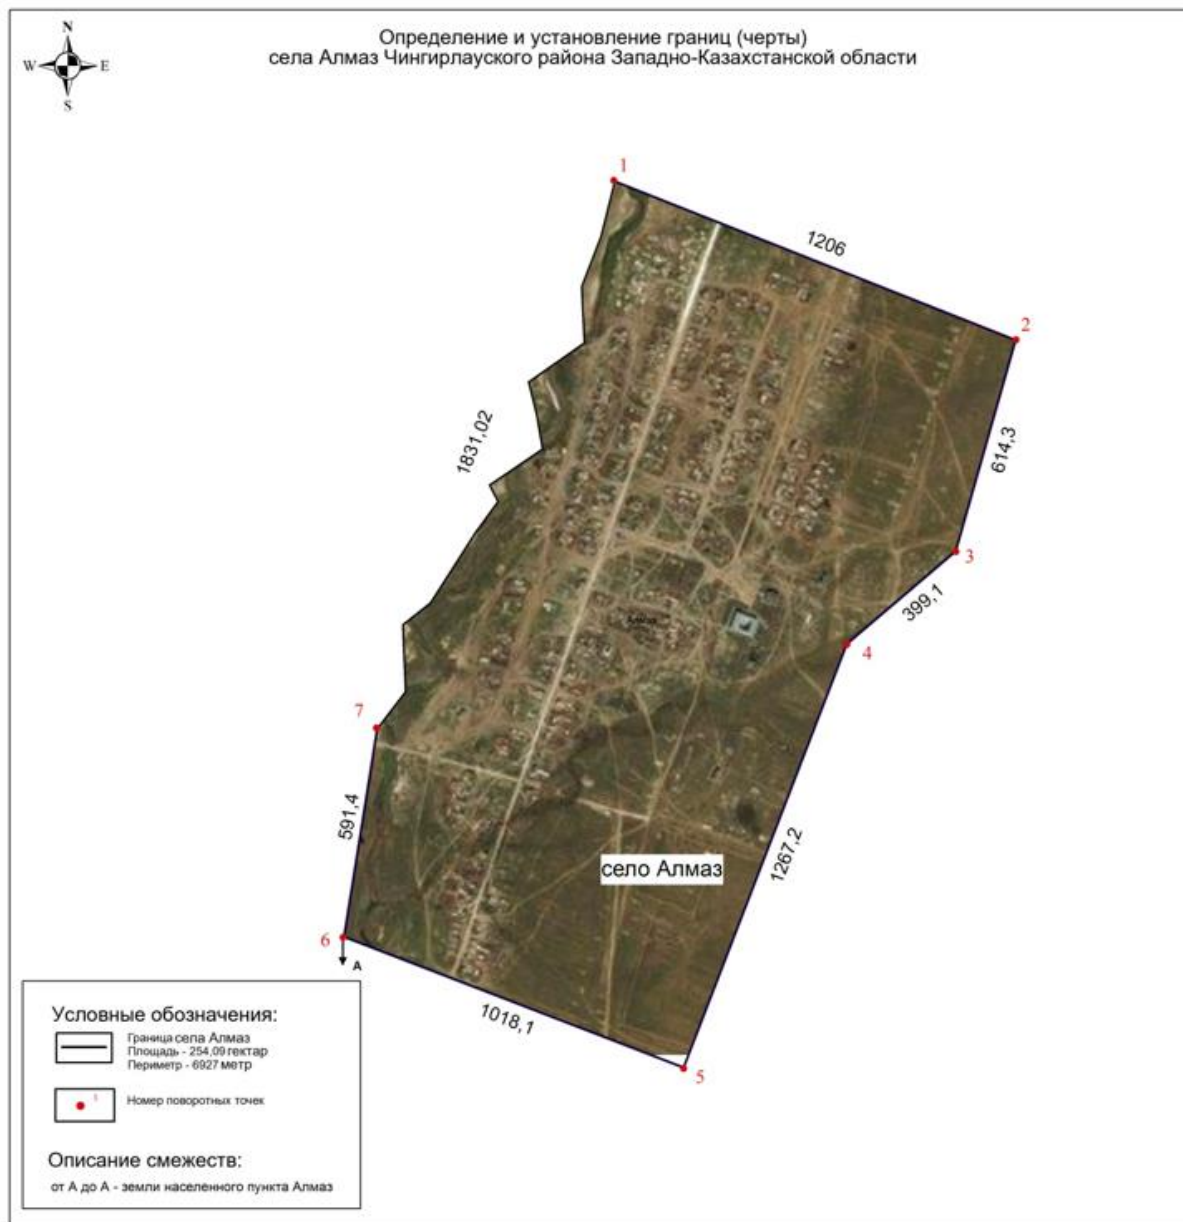 Определение и установление границ (черты)
села Алмаз Чингирлауского района Западно-Казахстанской области
N
W E
S
1
1206
2
614,3
3
399,1
4
1831,02
Алмаз
7
591,4
1267,2
село Алмаз
6
А
1018,1
5
Условные обозначения:
Граница села Алмаз
Площадь - 254,09 гектар
Периметр - 6927 метр
1
Номер поворотных точек
Описание смежеств:
от А до А - земли населенного пункта Алмаз